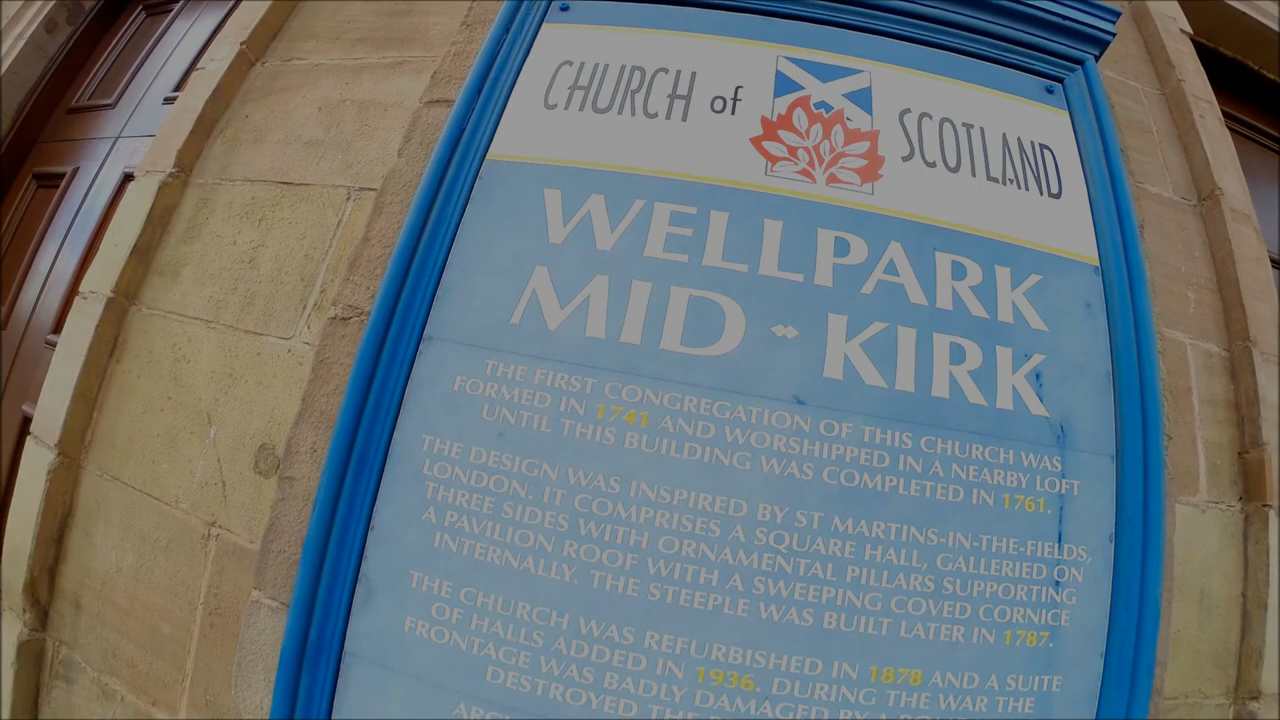 CHURCH of SCOTLAND
WELLPARK
MID · KIRK
THE FIRST CONGREGATION OF THIS CHURCH WAS
FORMED IN 1741 AND WORSHIPPED IN A NEARBY LOFT
UNTIL THIS BUILDING WAS COMPLETED IN 1761.
THE DESIGN WAS INSPIRED BY ST MARTINS-IN-THE-FIELDS,
LONDON. IT COMPRISES A SQUARE HALL, GALLERIED ON
THREE SIDES WITH ORNAMENTAL PILLARS SUPPORTING
A PAVILION ROOF WITH A SWEEPING COVED CORNICE
INTERNALLY. THE STEEPLE WAS BUILT LATER IN 1787.
THE CHURCH WAS REFURBISHED IN 1878 AND A SUITE
OF HALLS ADDED IN 1936. DURING THE WAR THE
FRONTAGE WAS BADLY DAMAGED BY A
DESTROYED THE